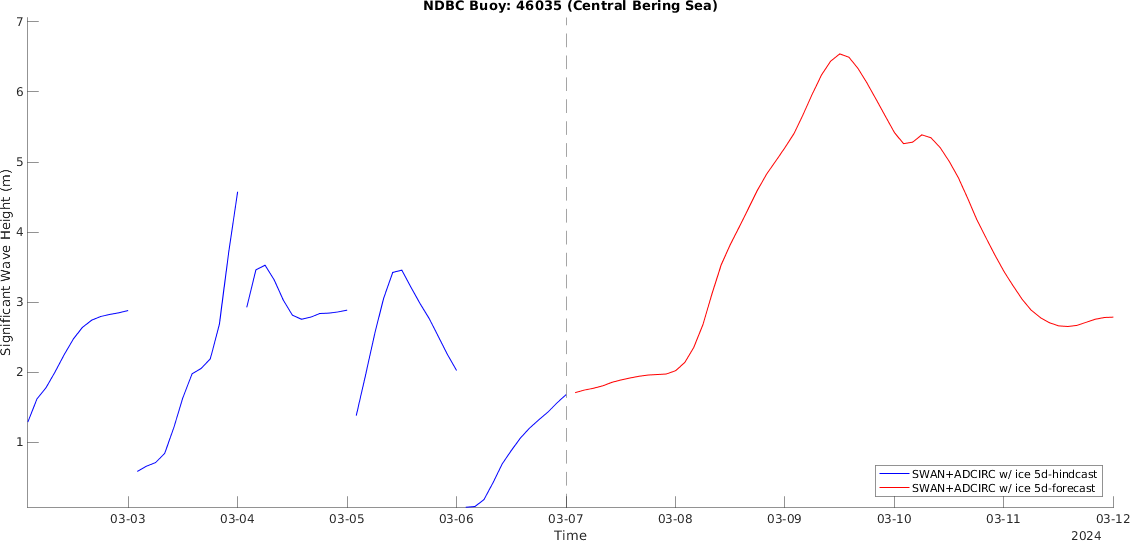 NDBC Buoy: 46035 (Central Bering Sea)
7
6
5
4
3
2
1
Significant Wave Height (m)
SWAN+ADCIRC w/ ice 5d-hindcast
SWAN+ADCIRC w/ ice 5d-forecast
03-03 03-04 03-05 03-06 03-07 03-08 03-09 03-10 03-11 03-12
Time
2024